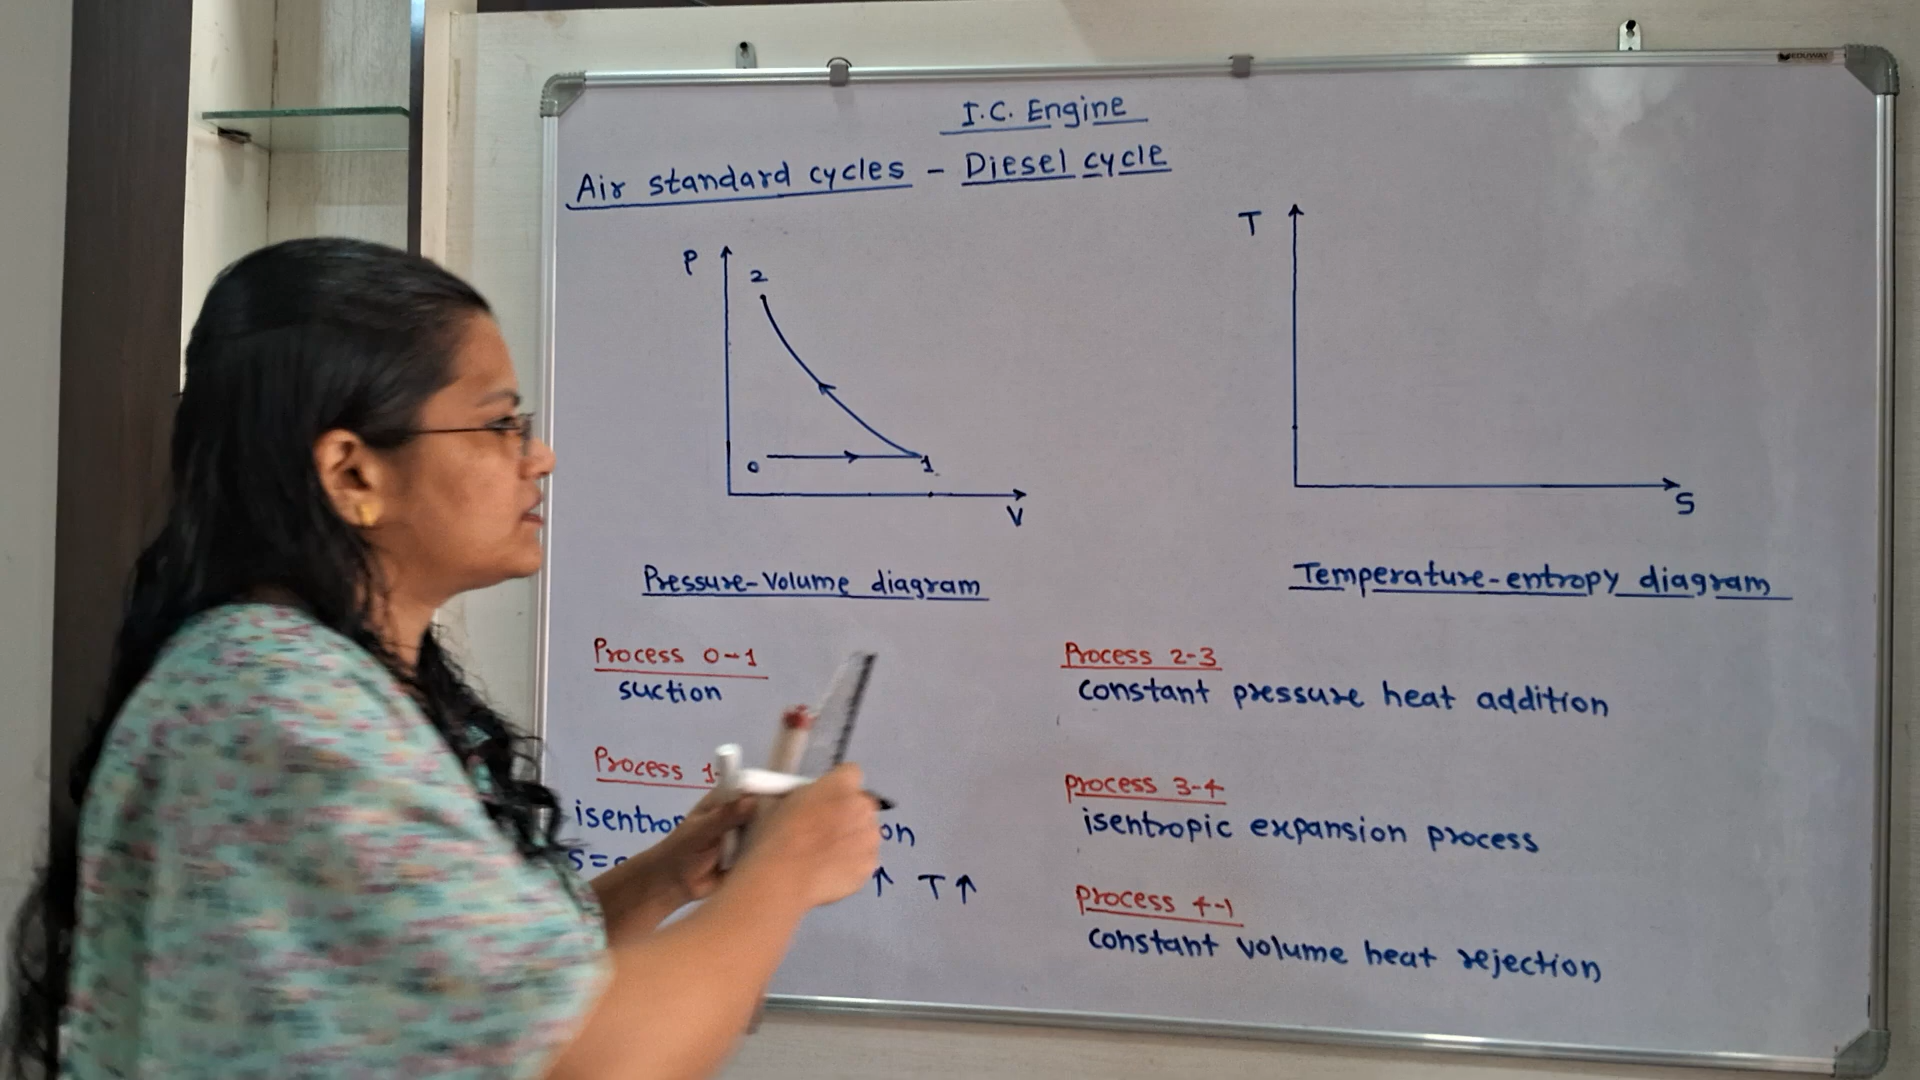 EDUWAY
I.C. Engine
Air standard cycles - Diesel cycle
P
2
0
1
V
Pressure-Volume diagram
T
S
Temperature-entropy diagram
Process 0-1
suction
Process 1-
on
S=
↑ T↑
Process 2-3
constant pressure heat addition
process 3-4
isentropic expansion process
process 4-1
constant volume heat rejection